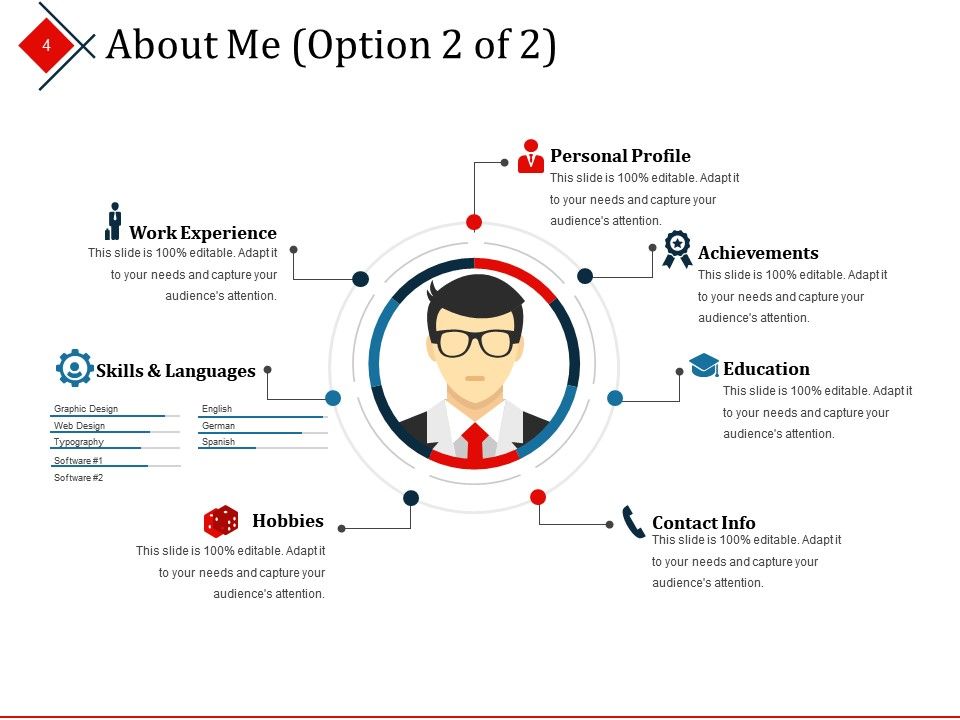 4
About Me (Option 2 of 2)
Personal Profile
This slide is 100% editable. Adapt it
to your needs and capture your
audience's attention.
Work Experience
This slide is 100% editable. Adapt it
to your needs and capture your
audience's attention.
Achievements
This slide is 100% editable. Adapt it
to your needs and capture your
audience's attention.
Skills & Languages
Graphic Design
Web Design
Typography
Software #1
Software #2
English
German
Spanish
Education
This slide is 100% editable. Adapt it
to your needs and capture your
audience's attention.
Hobbies
This slide is 100% editable. Adapt it
to your needs and capture your
audience's attention.
Contact Info
This slide is 100% editable. Adapt it
to your needs and capture your
audience's attention.